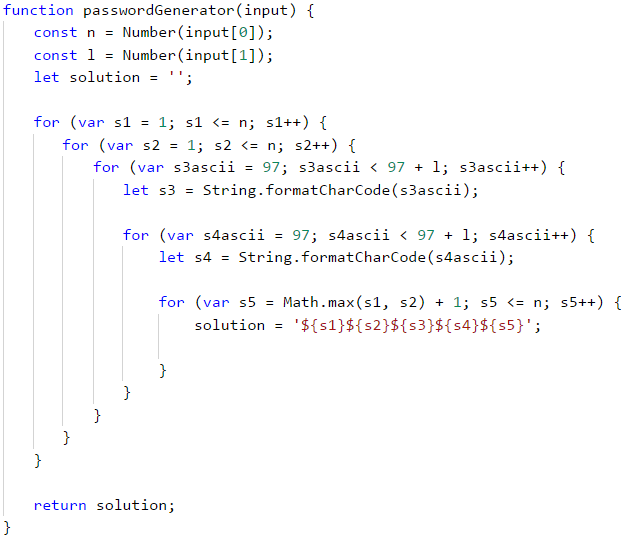 function passwordGenerator(input) {
const n = Number(input[0]);
const l = Number(input[1]);
let solution = '';
for (var s1 = 1; s1 <= n; s1++) {
for (var s2 = 1; s2 <= n; s2++) {
for (var s3ascii = 97; s3ascii < 97 + l; s3ascii++) {
let s3 = String.formatCharCode(s3ascii);
for (var s4ascii = 97; s4ascii < 97 + l; s4ascii++) {
let s4 = String.formatCharCode(s4ascii);
for (var s5 = Math.max(s1, s2) + 1; s5 <= n; s5++) {
solution = '${s1}${s2}${s3}${s4}${s5}';
}
}
}
}
}
return solution;
}